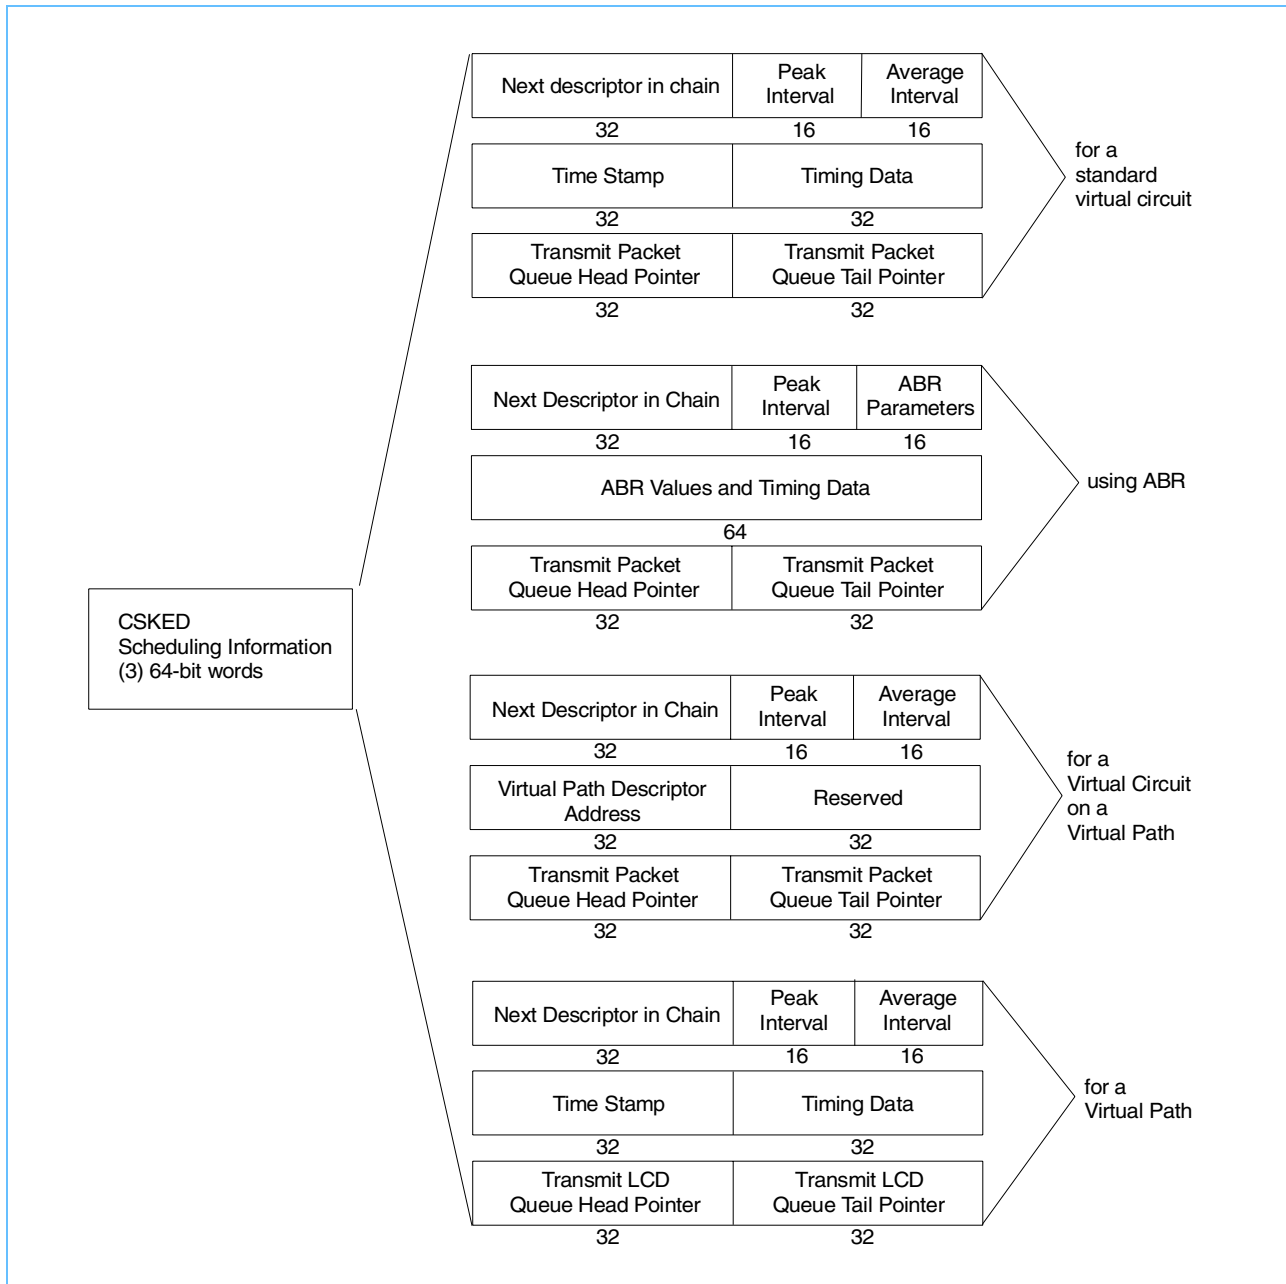 Next descriptor in chain
Peak
Interval
Average
Interval
32
16
16
Time Stamp
Timing Data
32
32
Transmit Packet
Queue Head Pointer
Transmit Packet
Queue Tail Pointer
32
32
for a
standard
virtual circuit
Next Descriptor in Chain
Peak
Interval
ABR
Parameters
32
16
16
ABR Values and Timing Data
64
Transmit Packet
Queue Head Pointer
Transmit Packet
Queue Tail Pointer
32
32
using ABR
CSKED
Scheduling Information
(3) 64-bit words
Next Descriptor in Chain
Peak
Interval
Average
Interval
32
16
16
Virtual Path Descriptor
Address
Reserved
32
32
Transmit Packet
Queue Head Pointer
Transmit Packet
Queue Tail Pointer
32
32
for a
Virtual Circuit
on a
Virtual Path
Next Descriptor in Chain
Peak
Interval
Average
Interval
32
16
16
Time Stamp
Timing Data
32
32
Transmit LCD
Queue Head Pointer
Transmit LCD
Queue Tail Pointer
32
32
for a
Virtual Path